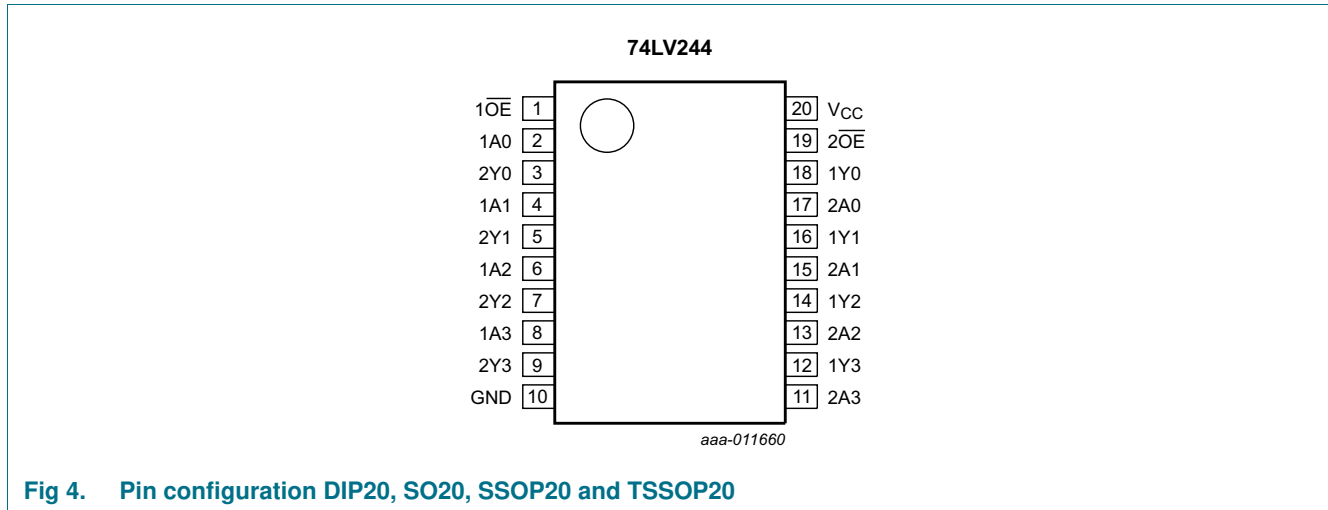 74LV244
1O̅E̅ 1 20 VCC
1A0 2 19 2O̅E̅
2Y0 3 18 1Y0
1A1 4 17 2A0
2Y1 5 16 1Y1
1A2 6 15 2A1
2Y2 7 14 1Y2
1A3 8 13 2A2
2Y3 9 12 1Y3
GND 10 11 2A3
aaa-011660
Fig 4. Pin configuration DIP20, SO20, SSOP20 and TSSOP20